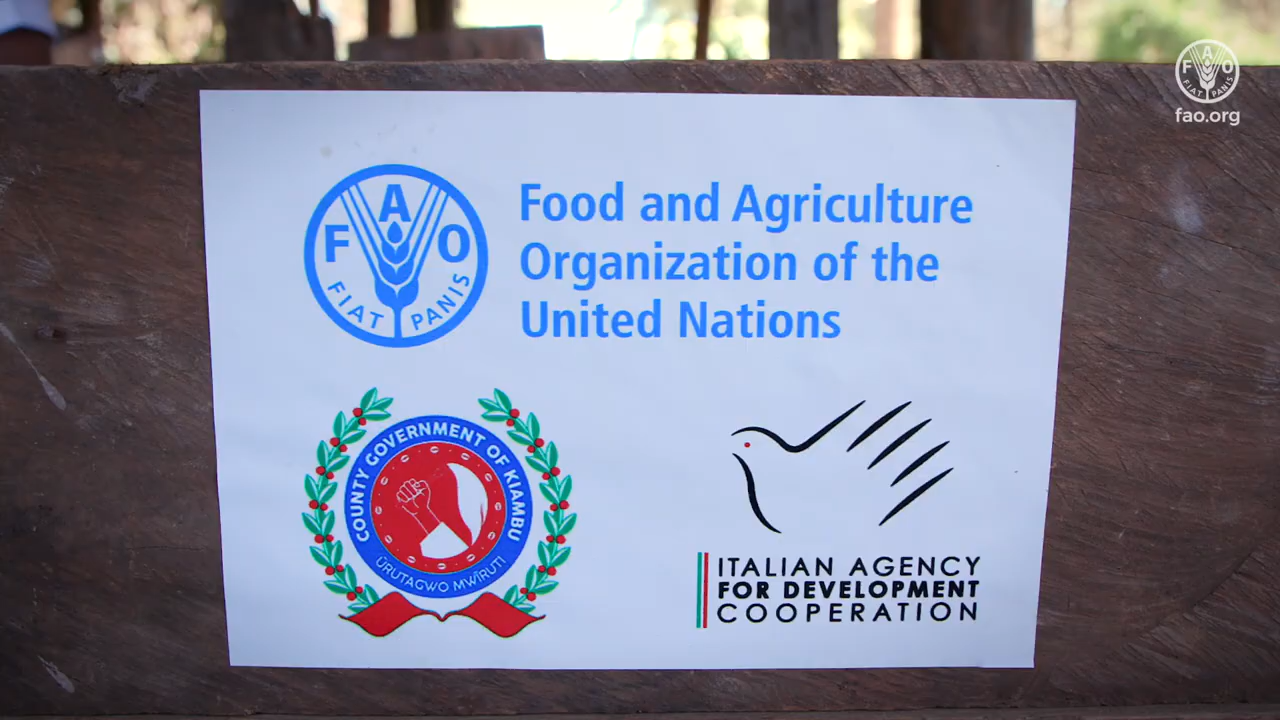 F A O
FIAT PANIS
fao.org
F A O
FIAT PANIS
Food and Agriculture
Organization of the
United Nations
COUNTY GOVERNMENT OF KIAMBU
ŨRUTAGWO MWĨRUTI
ITALIAN AGENCY
FOR DEVELOPMENT
COOPERATION